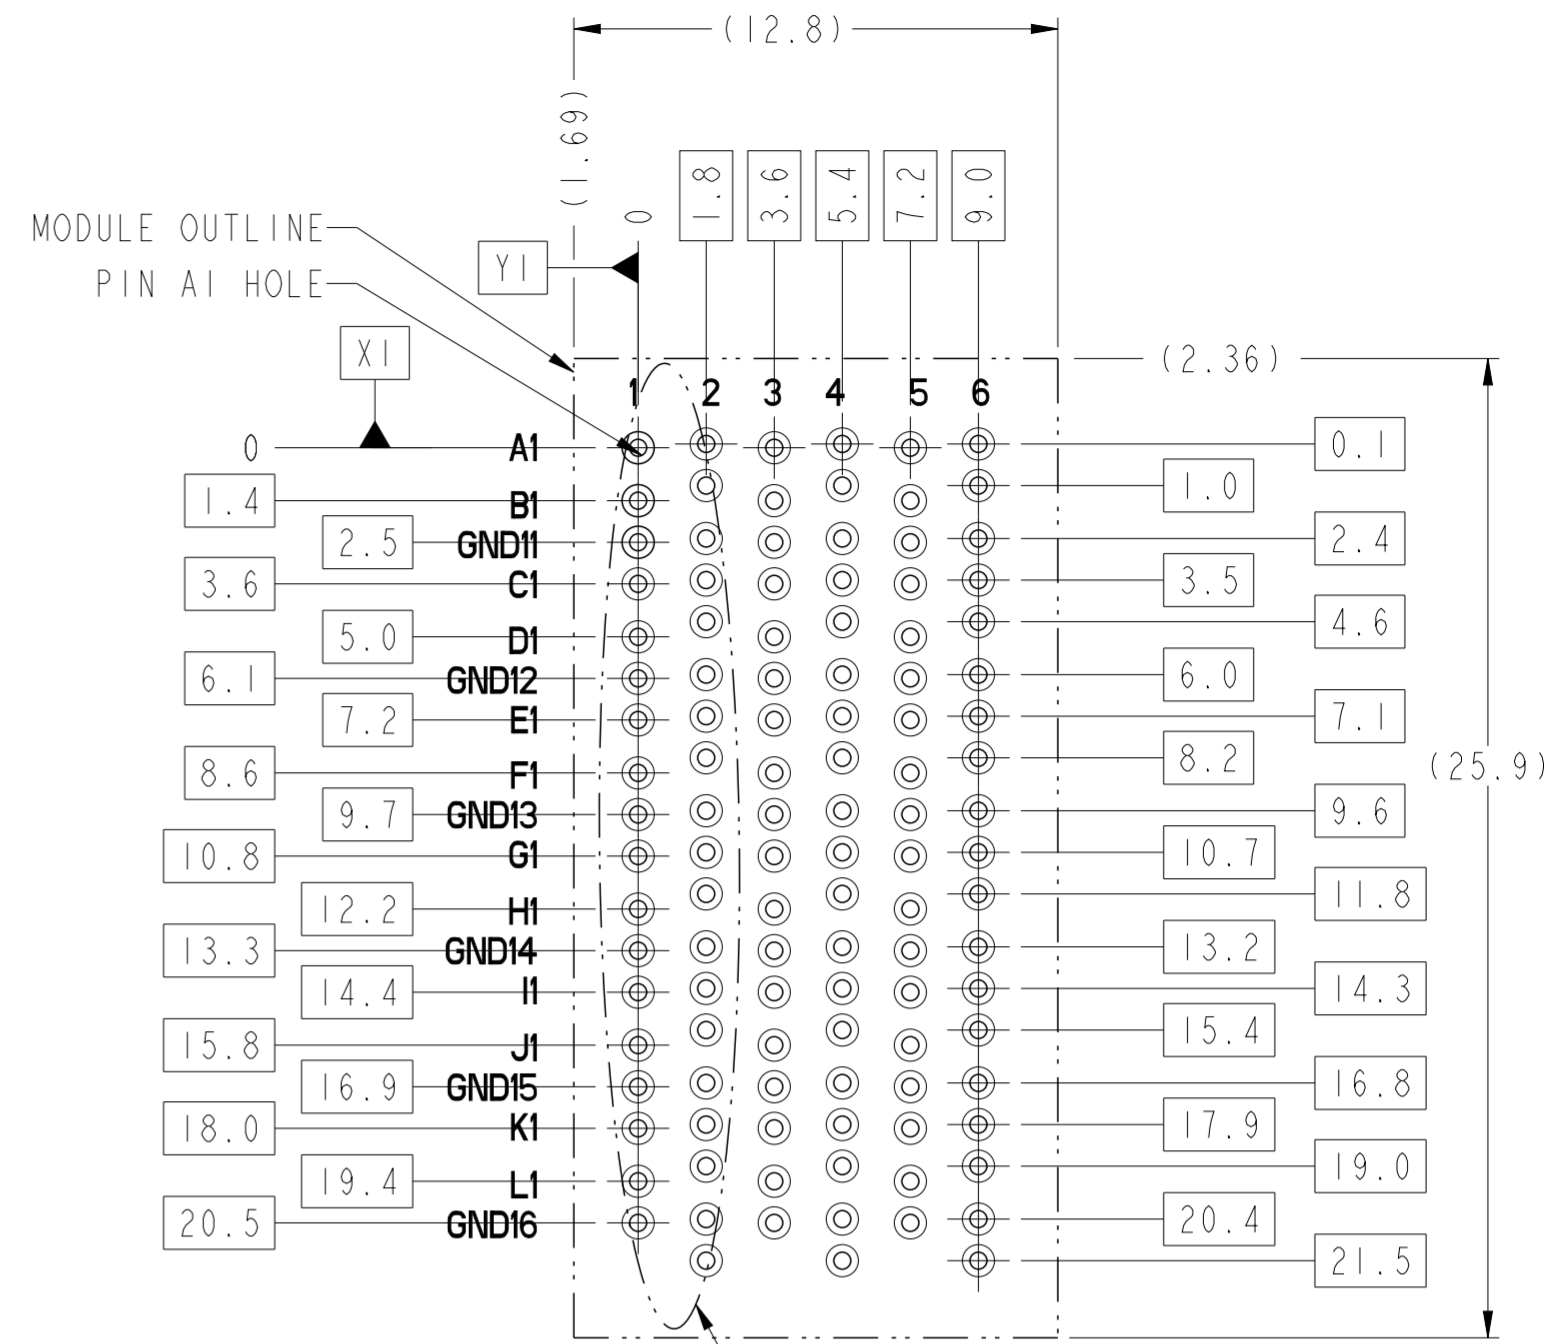 (12.8)
(1.69)
0
1.8
3.6
5.4
7.2
9.0
MODULE OUTLINE
Y1
PIN A1 HOLE
X1
(2.36)
1 2 3 4 5 6
0 A1 0.1
1.0
1.4 B1
2.5 GND11 2.4
3.6 C1 3.5
4.6
5.0 D1
6.1 GND12 6.0
7.2 E1 7.1
8.2
(25.9)
8.6 F1
9.7 GND13 9.6
10.8 G1 10.7
11.8
12.2 H1
13.3 GND14 13.2
14.4 I1 14.3
15.4
15.8 J1
16.9 GND15 16.8
18.0 K1 17.9
19.0
19.4 L1
20.5 GND16 20.4
21.5